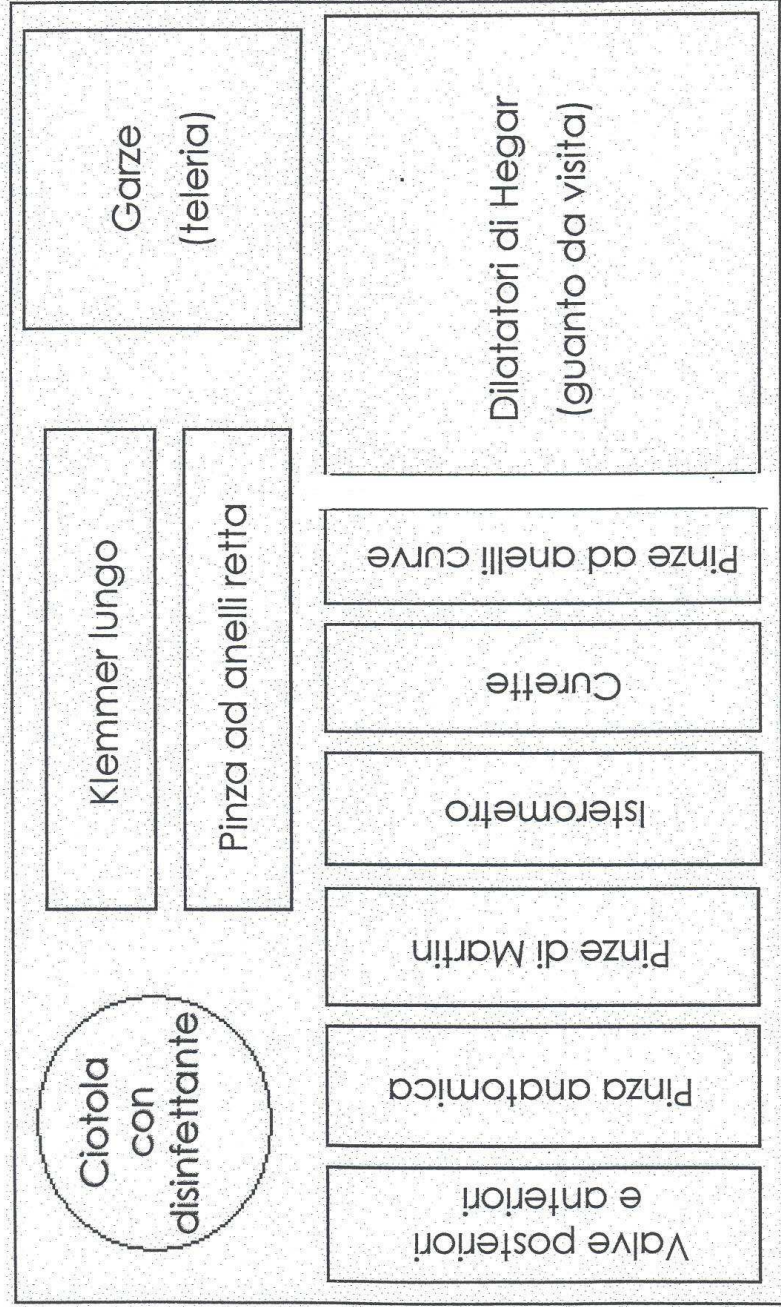 Ciotola
con
disinfettante
Klemmer lungo
Pinza ad anelli retta
Garze
(teleria)
Valve posteriori
e anteriori
Pinza anatomica
Pinze di Martin
Isterometro
Curette
Pinze ad anelli curve
Dilatatori di Hegar
(guanto da visita)